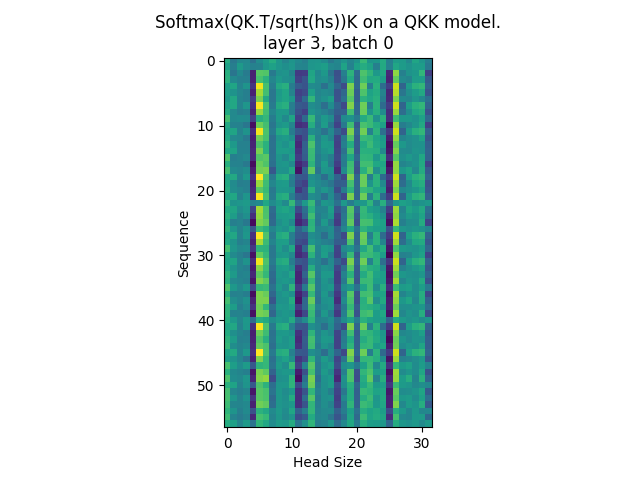 Softmax(QK.T/sqrt(hs))K on a QKK model.
layer 3, batch 0
0
10
20
30
40
50
Sequence
0 10 20 30
Head Size